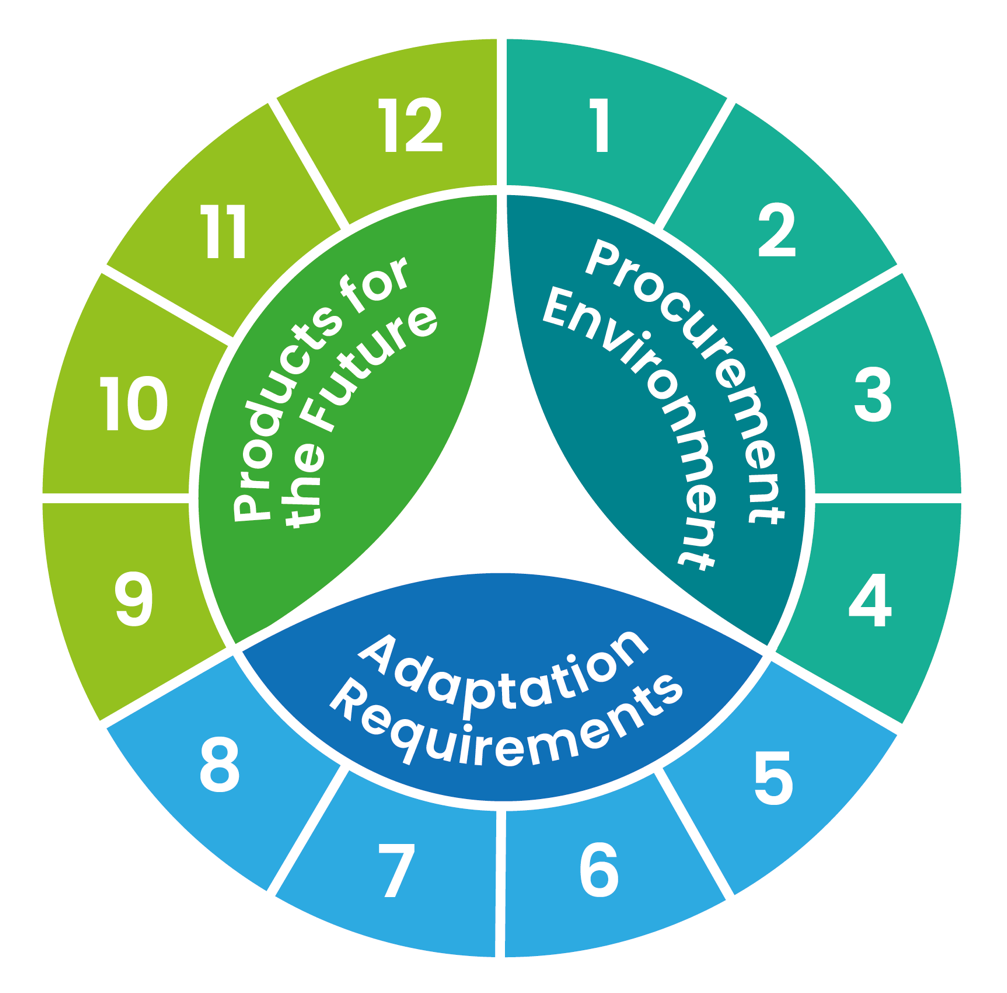 1
2
3
4
5
6
7
8
9
10
11
12
Procurement
Environment
Adaptation
Requirements
Products for
the Future